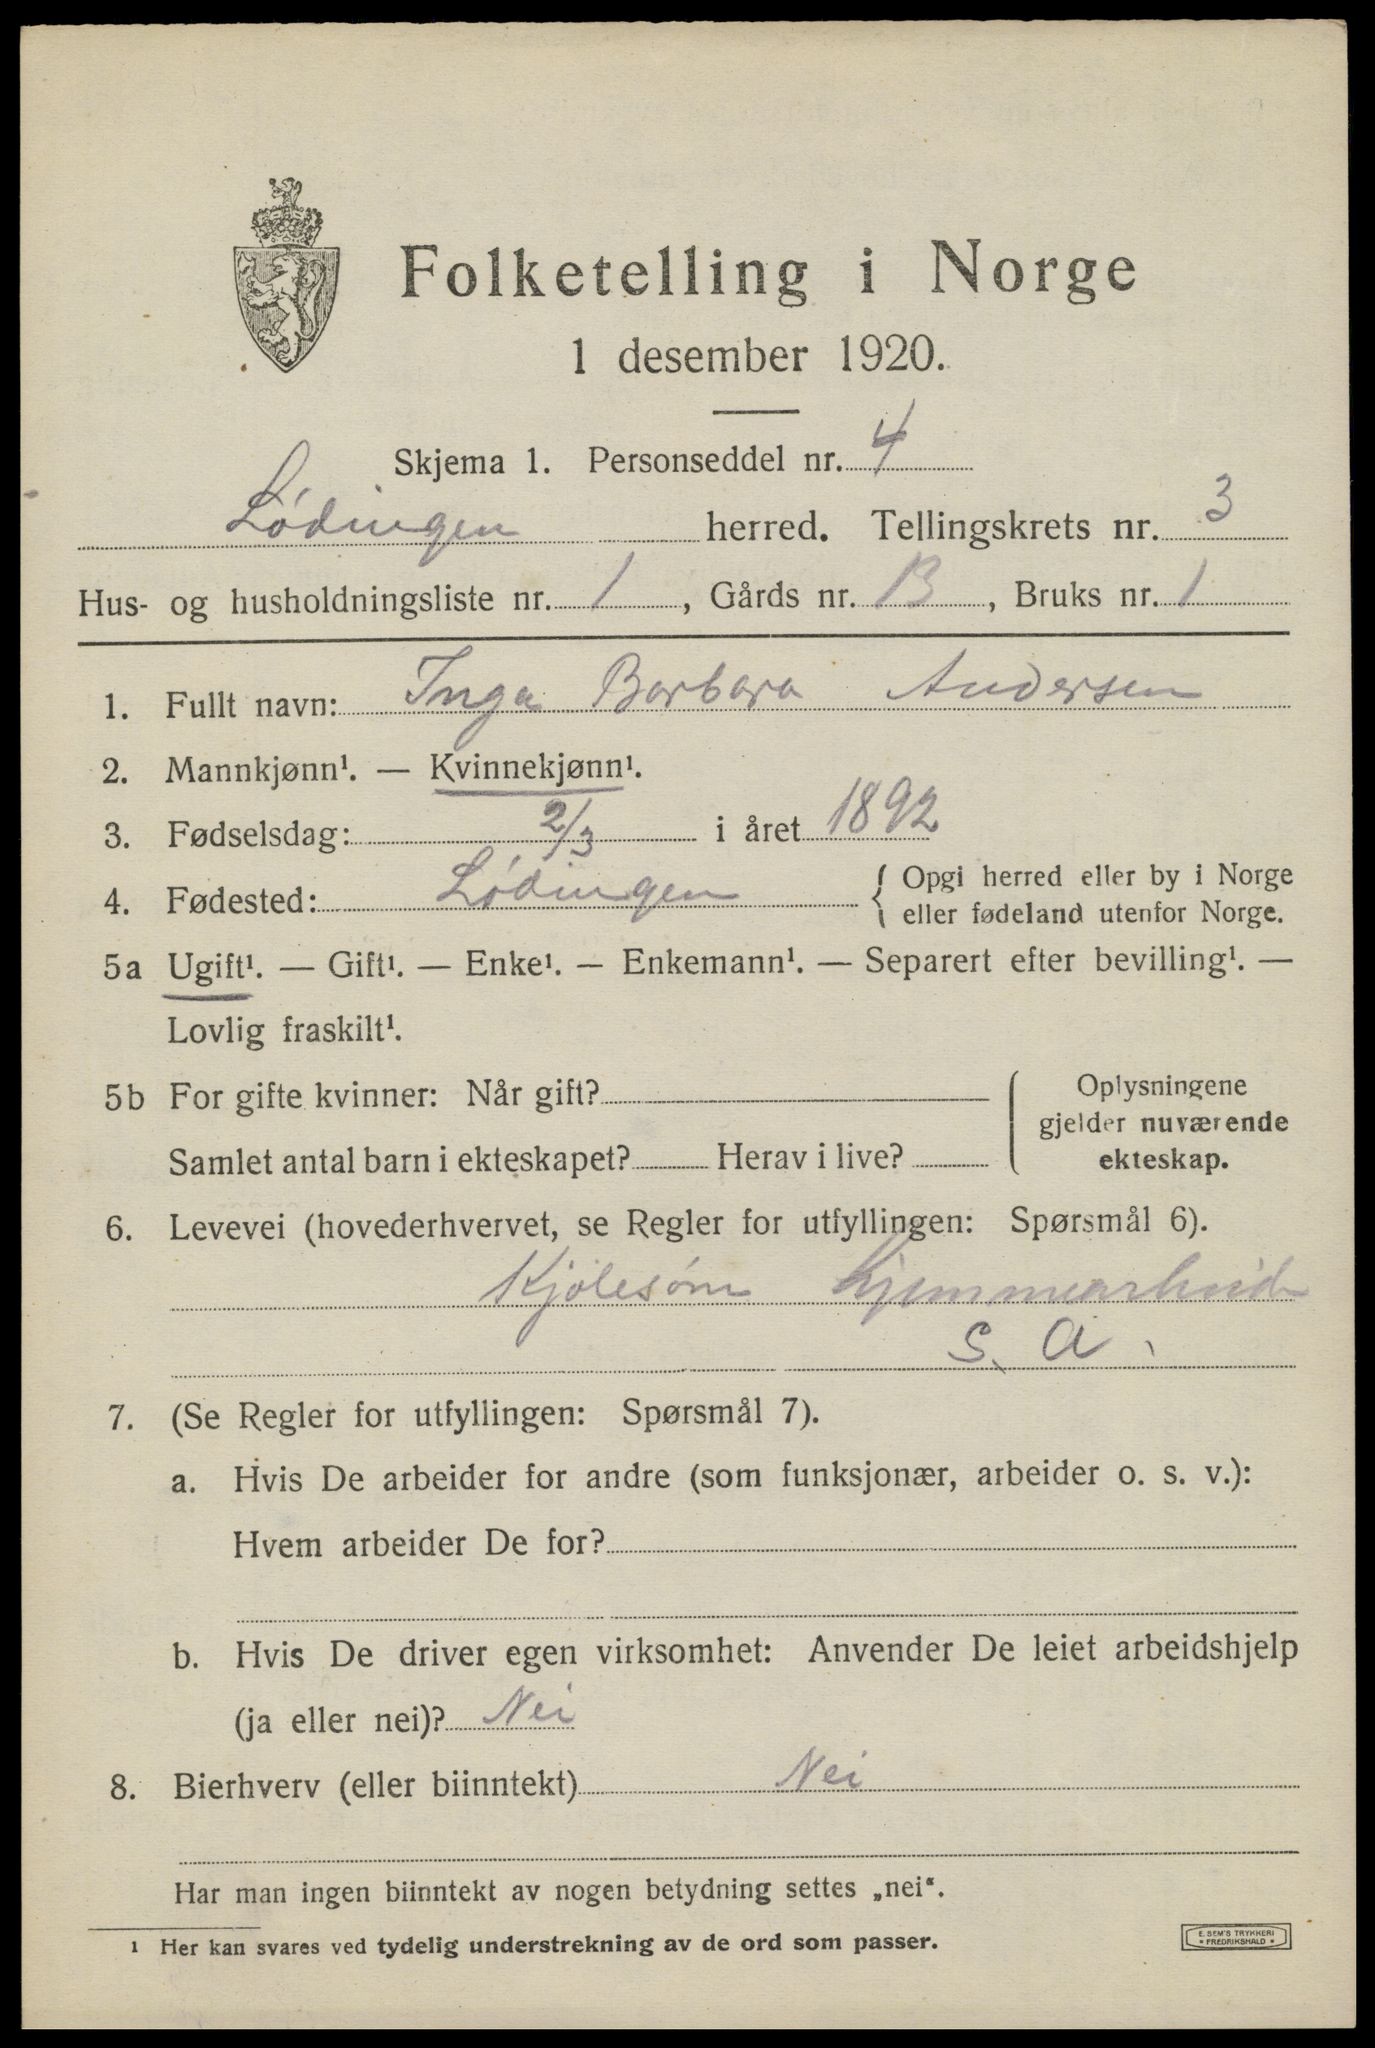 Folketelling i Norge
1 desember 1920.
Skjema 1. Personseddel nr. 4
Lødingen herred. Tellingskrets nr. 3
Hus- og husholdningsliste nr. 1, Gårds nr. B, Bruks nr. 1
1. Fullt navn: Inga Barbara Andersen
2. Mannkjønn¹. — Kvinnekjønn¹.
3. Fødselsdag: 2/3 i året 1892
4. Fødested: Lødingen { Opgi herred eller by i Norge
eller fødeland utenfor Norge.
5a Ugift¹. — Gift¹. — Enke¹. — Enkemann¹. — Separert efter bevilling¹. —
Lovlig fraskilt¹.
5b For gifte kvinner: Når gift?
Samlet antal barn i ekteskapet? Herav i live?
Oplysningene
gjelder nuværende
ekteskap.
6. Levevei (hovederhvervet, se Regler for utfyllingen: Spørsmål 6).
Kjolesøm
S. A.
7. (Se Regler for utfyllingen: Spørsmål 7).
a. Hvis De arbeider for andre (som funksjonær, arbeider o. s. v.):
Hvem arbeider De for?
b. Hvis De driver egen virksomhet: Anvender De leiet arbeidshjelp
(ja eller nei)? Nei
8. Bierhverv (eller biinntekt) Nei
Har man ingen biinntekt av nogen betydning settes „nei“.
¹ Her kan svares ved tydelig understrekning av de ord som passer.
E. SEM'S TRYKKERI
* FREDRIKSHALD *